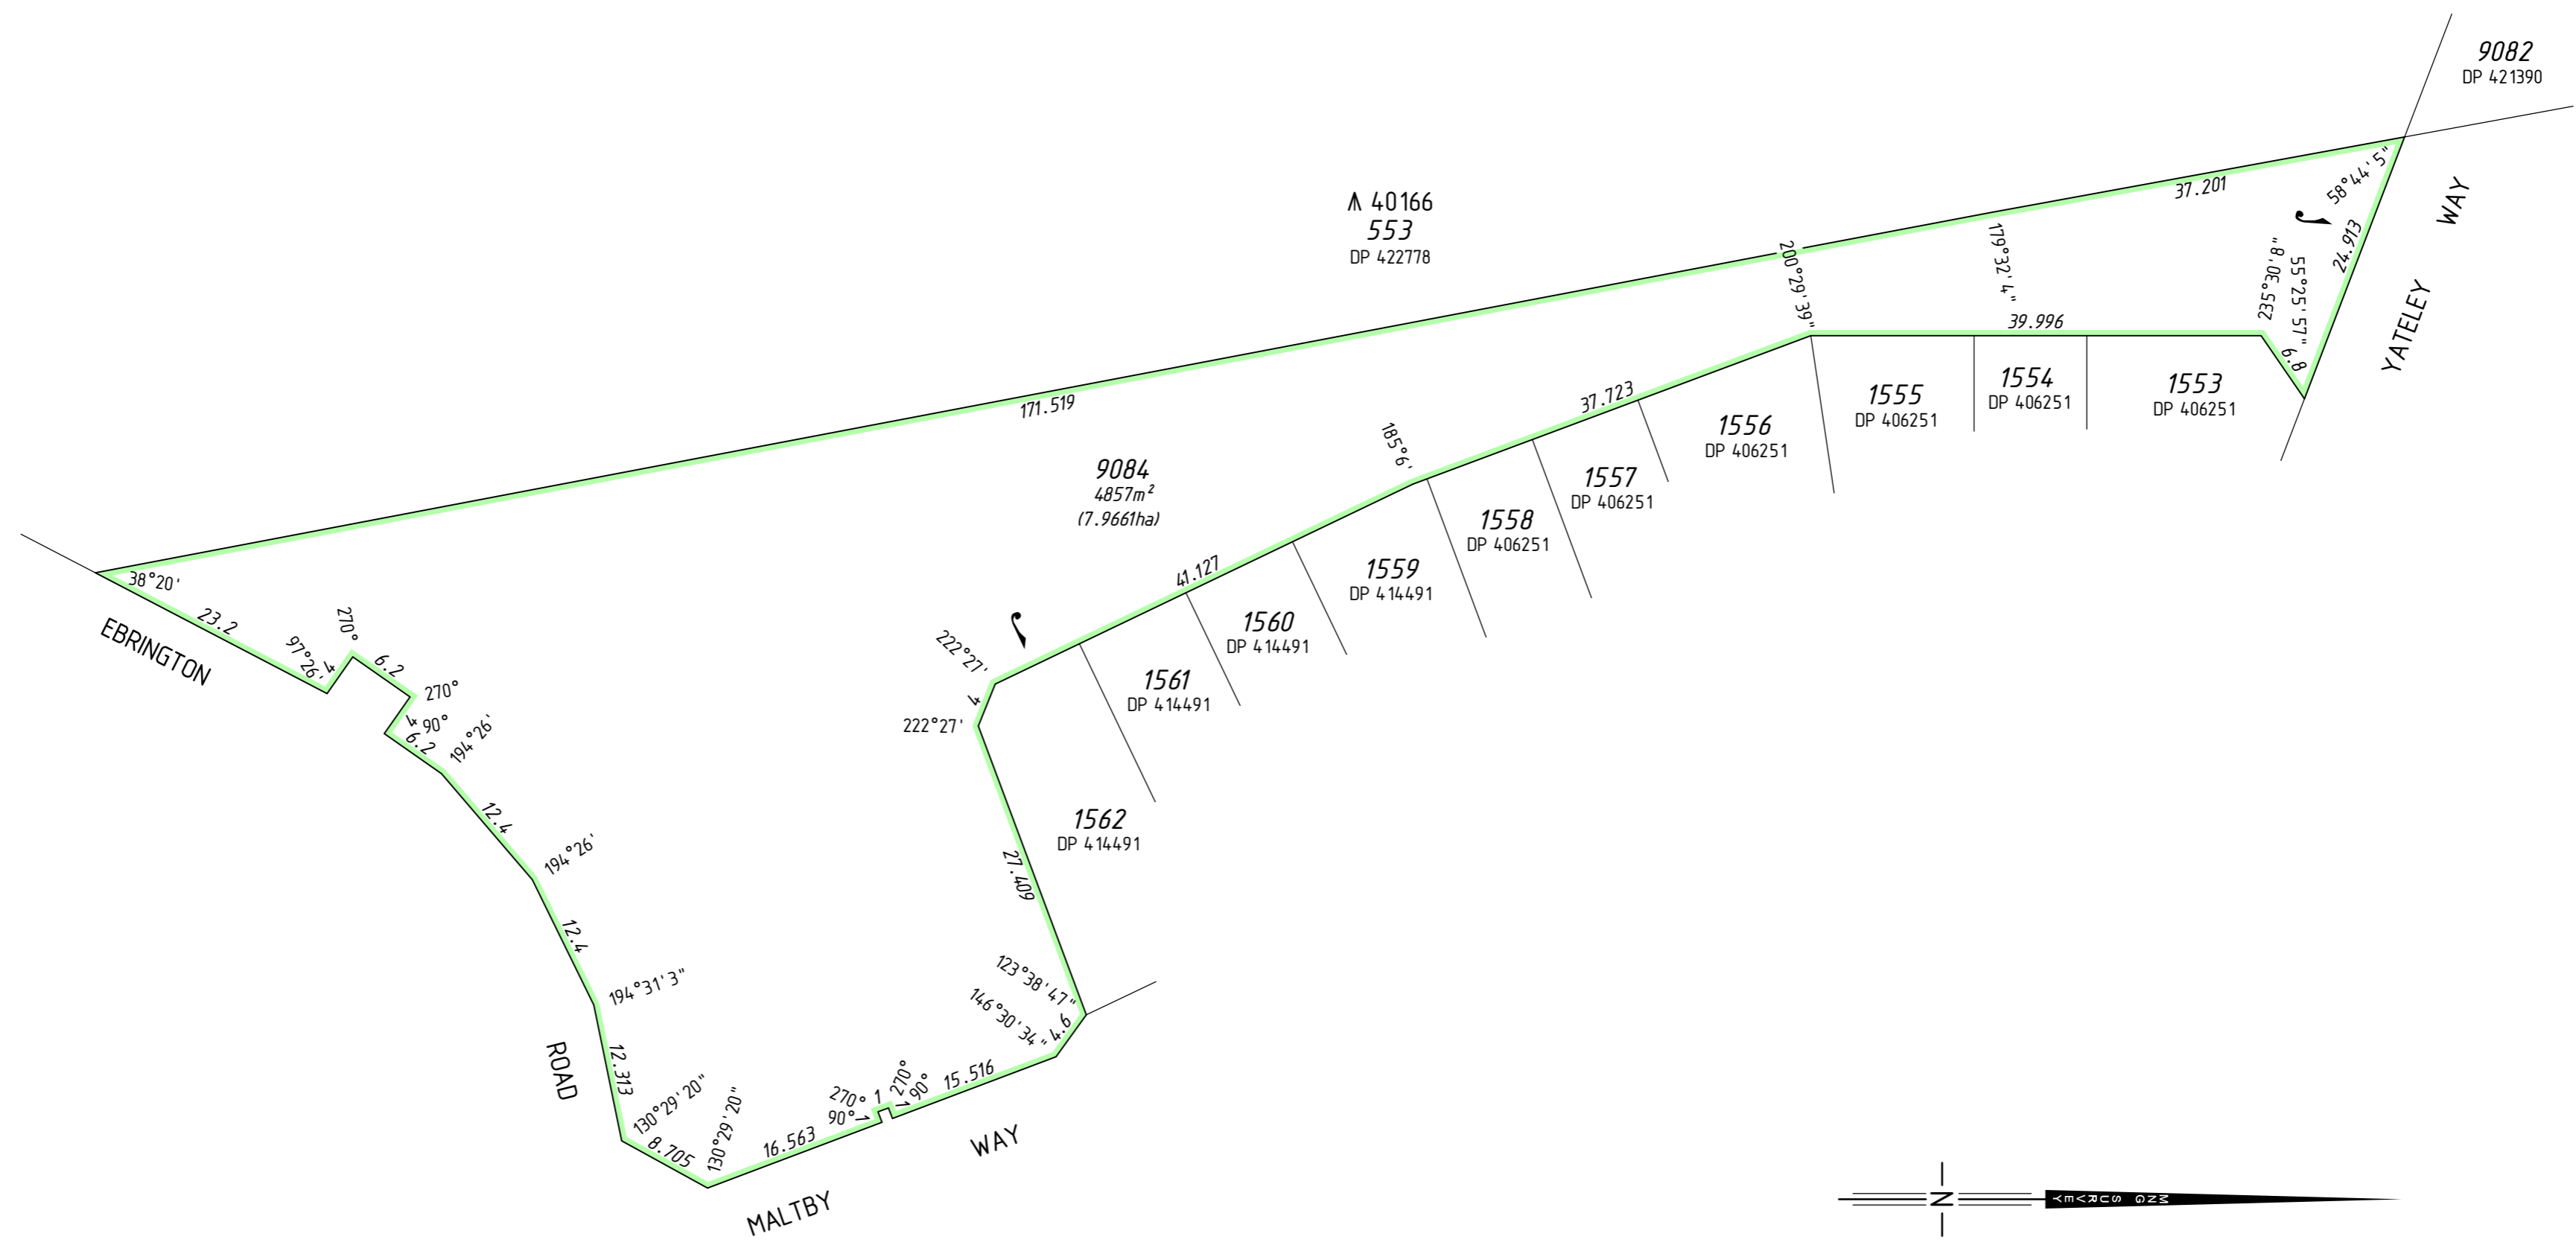 9082
DP 421390
⩚ 40166
553
DP 422778
58°44'5"
37.201
WAY
24.913
YATELEY
235°30'8"
55°25'57"
6.8
179°32'4"
200°29'39"
39.996
171.519
37.723
1553
DP 406251
1554
DP 406251
1555
DP 406251
1556
DP 406251
1557
DP 406251
185°6'
9084
4857m²
(7.9661ha)
1558
DP 406251
1559
DP 414491
41.127
1560
DP 414491
1561
DP 414491
38°20'
23.2
EBRINGTON
97°26'
4
270°
6.2
270°
4
90°
6.2
194°26'
222°27'
4
222°27'
1562
DP 414491
12.4
194°26'
27.409
12.4
194°31'3"
123°38'47"
146°30'34"
4.6
ROAD
12.313
130°29'20"
8.705
130°29'20"
16.563
270°
90°
1
1
1
270°
90°
15.516
WAY
MALTBY
N
MNG SURVEY